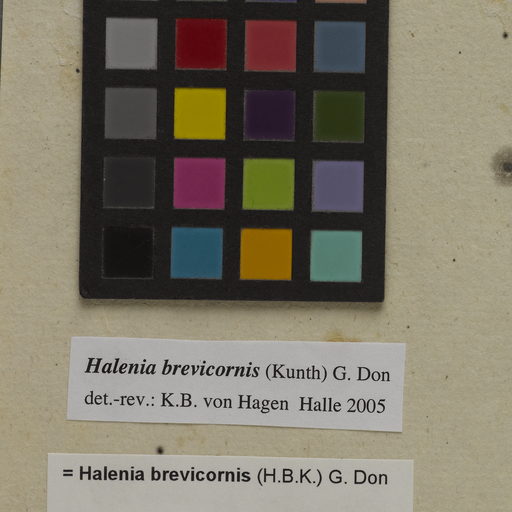 Halenia brevicornis (Kunth) G. Don
det.-rev.: K.B. von Hagen Halle 2005
= Halenia brevicornis (H.B.K.) G. Don